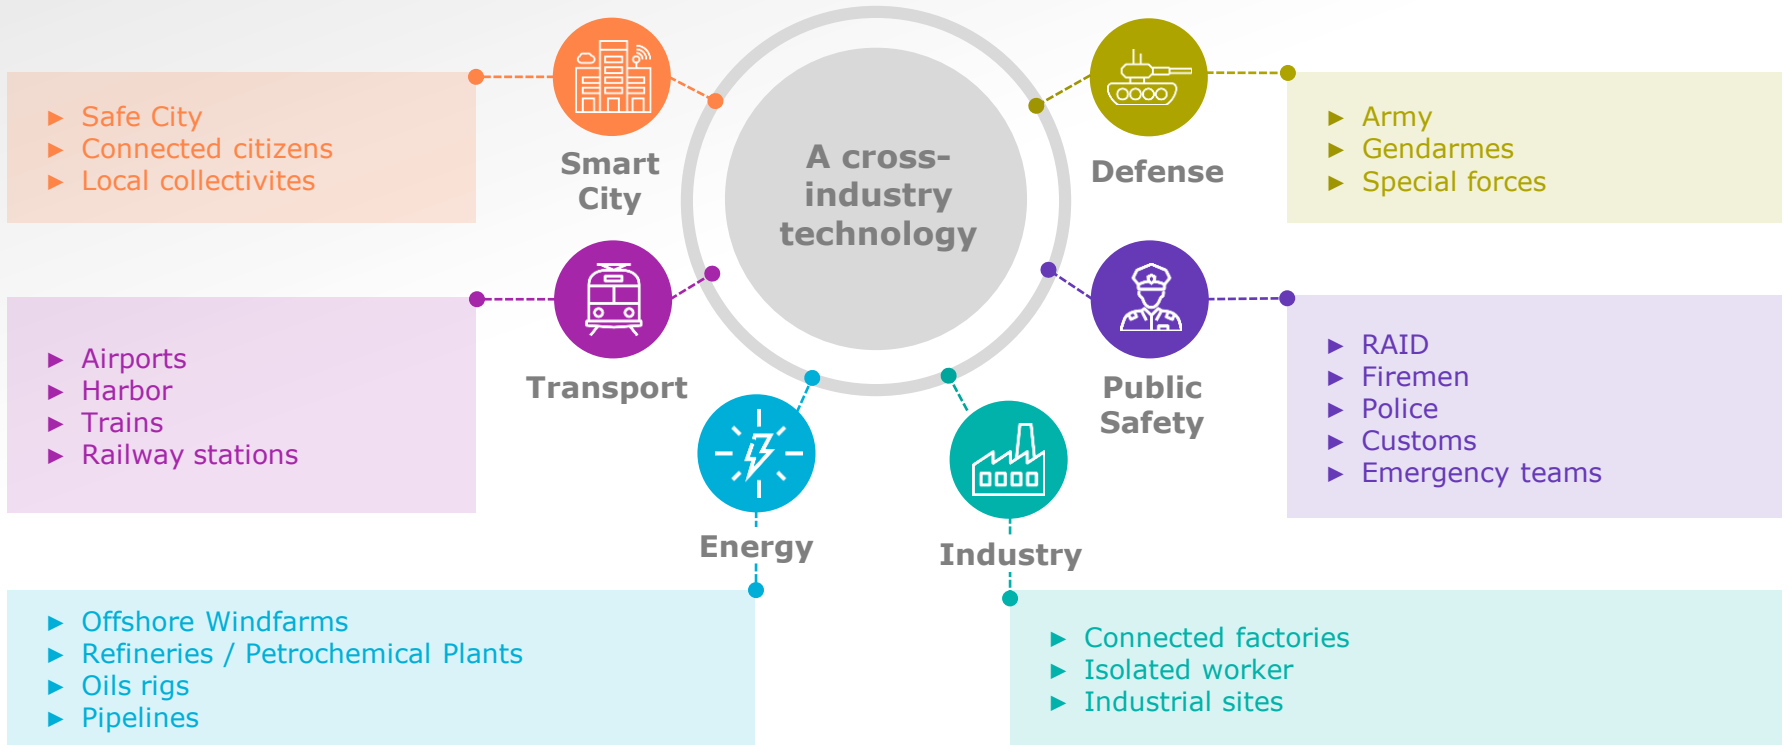 A cross-
industry
technology
Smart
City
► Safe City
► Connected citizens
► Local collectivites
Defense
► Army
► Gendarmes
► Special forces
Transport
► Airports
► Harbor
► Trains
► Railway stations
Public
Safety
► RAID
► Firemen
► Police
► Customs
► Emergency teams
Energy
► Offshore Windfarms
► Refineries / Petrochemical Plants
► Oils rigs
► Pipelines
Industry
► Connected factories
► Isolated worker
► Industrial sites